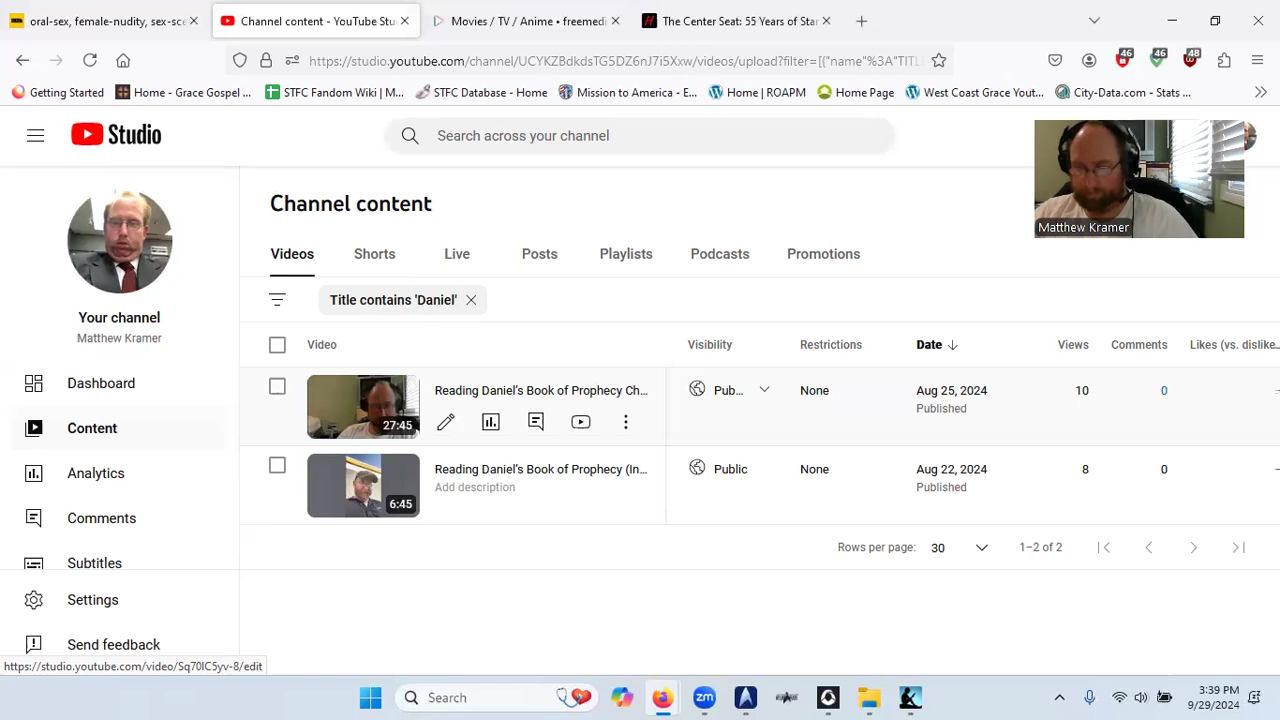 oral-sex, female-nudity, sex-sce
Channel content - YouTube Stu
Movies / TV / Anime • freemedi
The Center Seat: 55 Years of Star
https://studio.youtube.com/channel/UCYKZBdkdsTG5DZ6nJ7i5Xxw/videos/upload?filter=[{"name"%3A"TITL
46
46
48
Getting Started
Home - Grace Gospel ...
STFC Fandom Wiki | M...
STFC Database - Home
Mission to America - E...
Home | ROAPM
Home Page
West Coast Grace Yout...
City-Data.com - Stats ...
Studio
Search across your channel
Matthew Kramer
Channel content
Videos
Shorts
Live
Posts
Playlists
Podcasts
Promotions
Title contains 'Daniel'
Your channel
Matthew Kramer
Dashboard
Content
Analytics
Comments
Subtitles
Settings
Send feedback
Video
Visibility
Restrictions
Date
Views
Comments
Likes (vs. dislike...
27:45
Reading Daniel's Book of Prophecy Ch...
Pub...
None
Aug 25, 2024
Published
10
0
6:45
Reading Daniel's Book of Prophecy (In...
Add description
Public
None
Aug 22, 2024
Published
8
0
Rows per page:
30
1–2 of 2
https://studio.youtube.com/video/Sq70IC5yv-8/edit
Search
zm
3:39 PM
9/29/2024